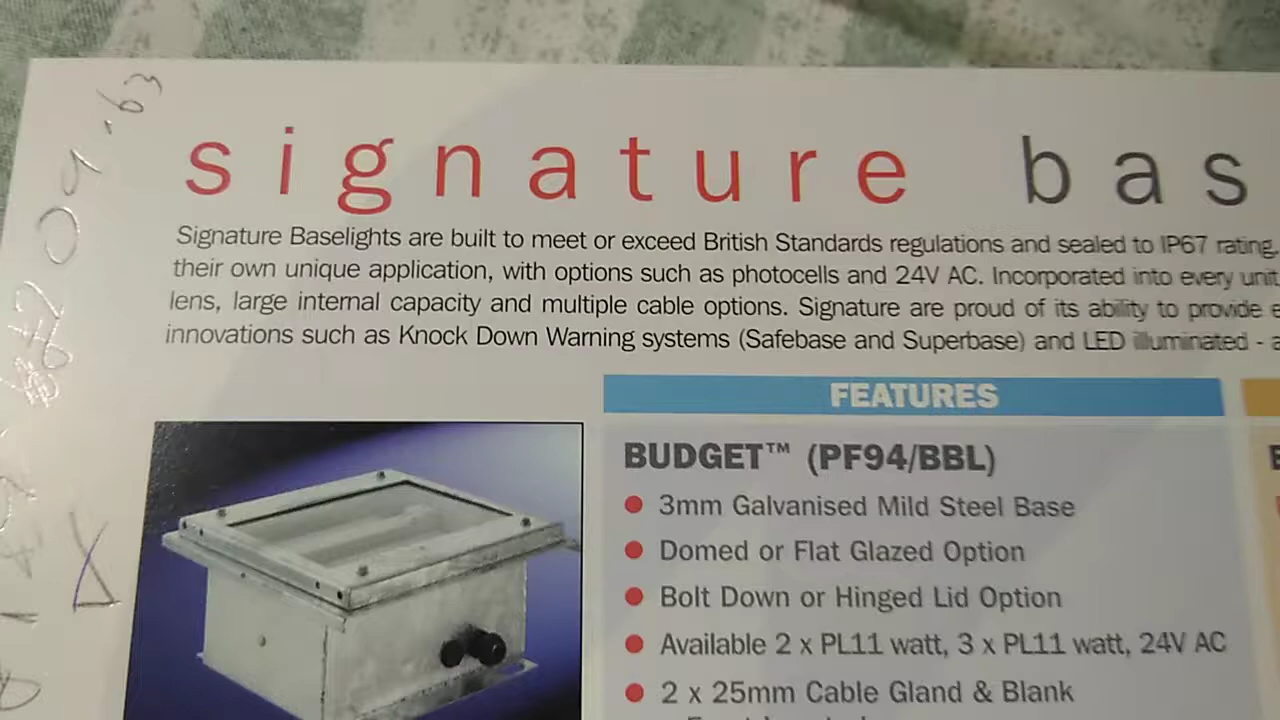 signature bas
Signature Baselights are built to meet or exceed British Standards regulations and sealed to IP67 rating,
their own unique application, with options such as photocells and 24V AC. Incorporated into every unit
lens, large internal capacity and multiple cable options. Signature are proud of its ability to provide
innovations such as Knock Down Warning systems (Safebase and Superbase) and LED illuminated -
FEATURES
BUDGET™ (PF94/BBL)
3mm Galvanised Mild Steel Base
Domed or Flat Glazed Option
Bolt Down or Hinged Lid Option
Available 2 x PL11 watt, 3 x PL11 watt, 24V AC
2 x 25mm Cable Gland & Blank